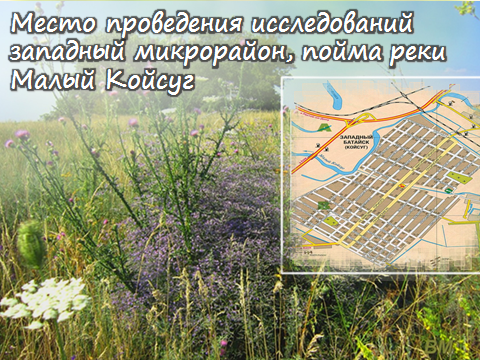 Место проведения исследований
западный микрорайон, пойма реки
Малый Койсуг
ЗАПАДНЫЙ
БАТАЙСК
(КОЙСУГ)